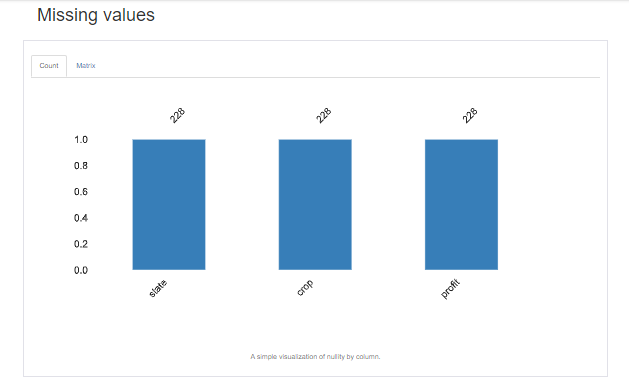 Missing values
Count Matrix
228 228 228
1.0
0.8
0.6
0.4
0.2
0.0
state crop profit
A simple visualization of nullity by column.